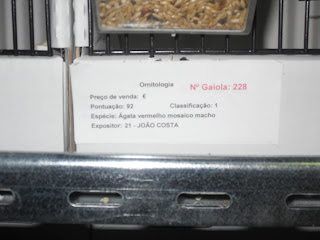 Ornitologia
Nº Gaiola: 228
Preço de venda: €
Pontuação: 92 Classificação: 1
Espécie: Ágata vermelho mosaico macho
Expositor: 21 - JOÃO COSTA